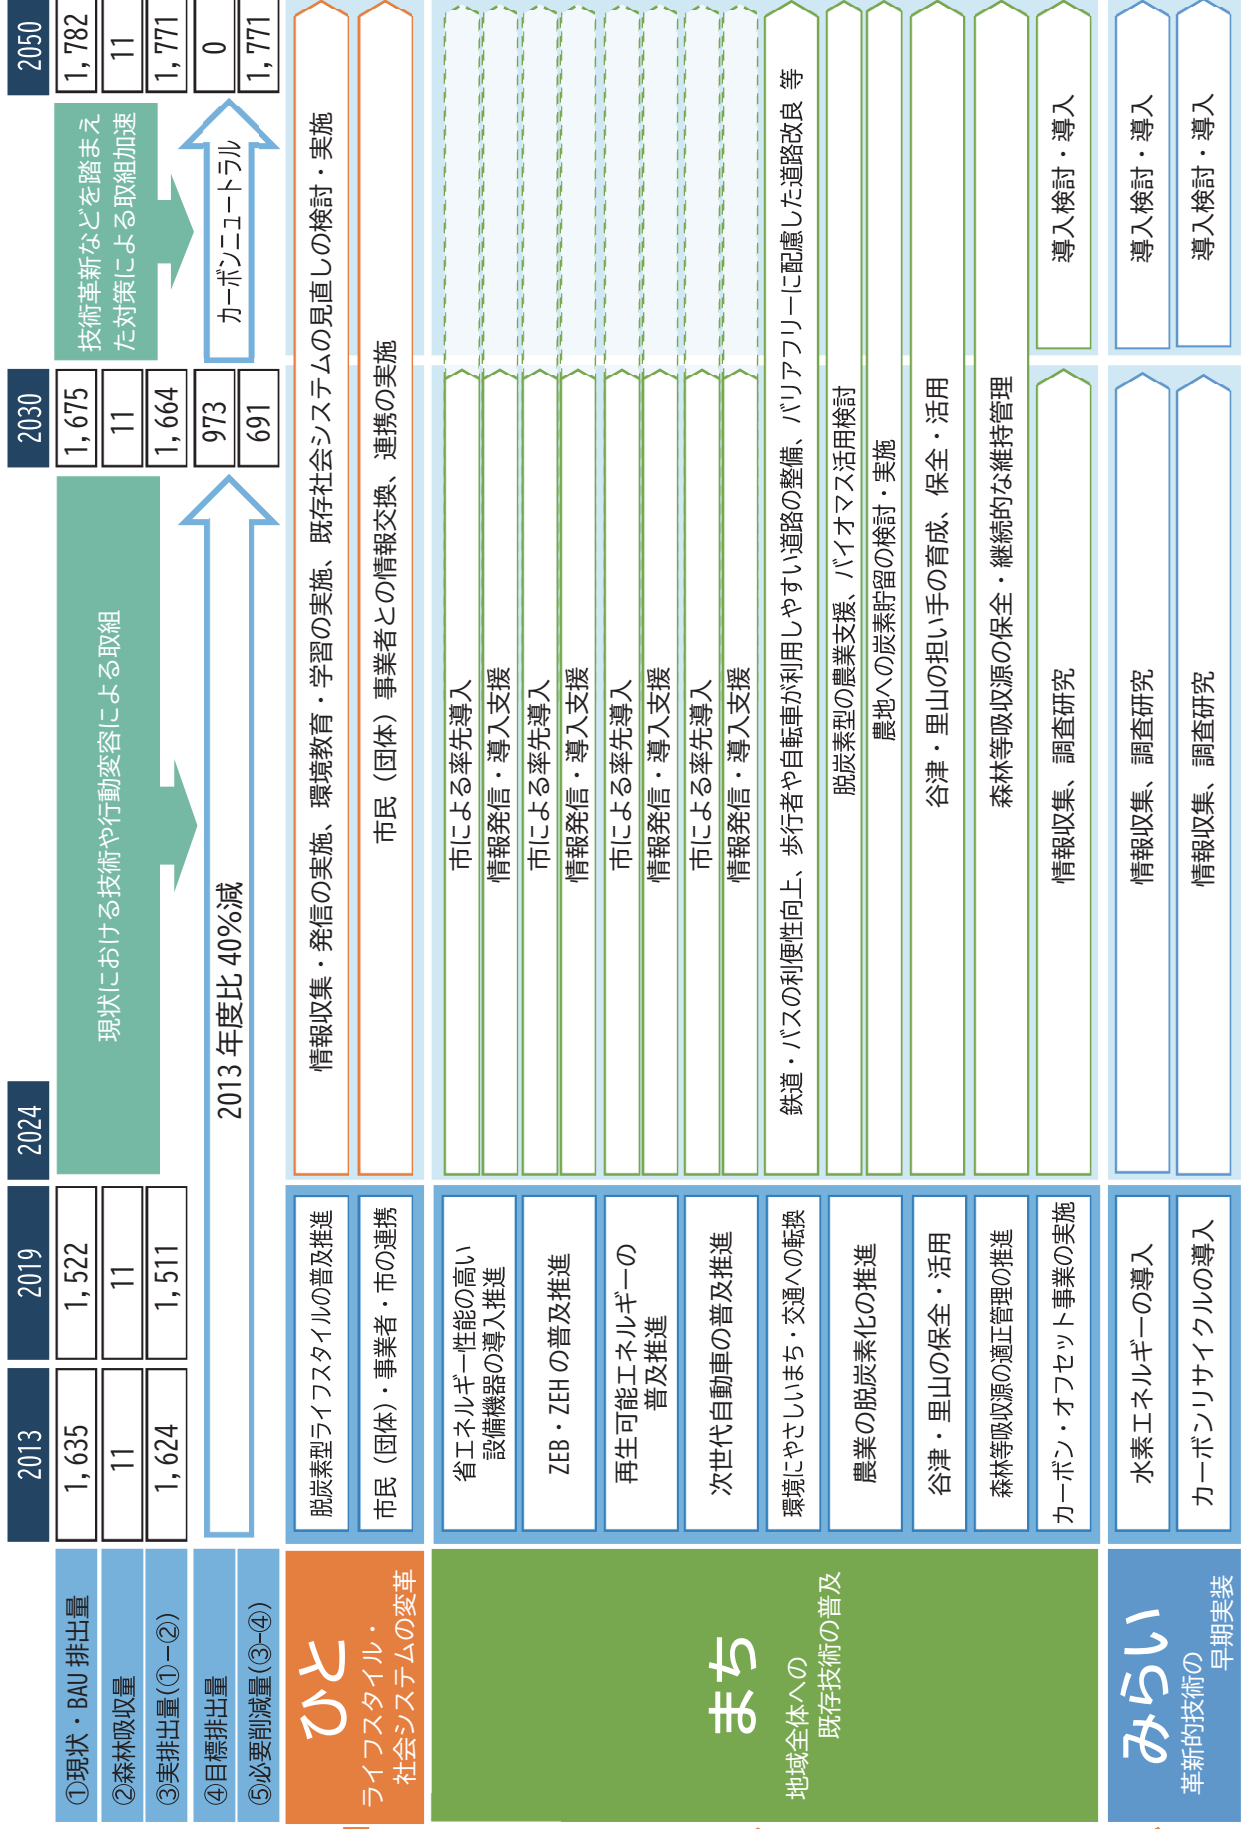 2013
2019
2024
2030
2050
①現状・BAU 排出量
1,635
1,522
1,675
1,782
②森林吸収量
11
11
11
11
③実排出量(①−②)
1,624
1,511
1,664
1,771
④目標排出量
973
0
⑤必要削減量(③−④)
691
1,771
現状における技術や行動変容による取組
技術革新などを踏まえ
た対策による取組加速
2013 年度比 40%減
カーボンニュートラル
ひと
ライフスタイル・
社会システムの変革
脱炭素型ライフスタイルの普及推進
情報収集・発信の実施、環境教育・学習の実施、既存社会システムの見直しの検討・実施
市民（団体）・事業者・市の連携
市民（団体）事業者との情報交換、連携の実施
まち
地域全体への
既存技術の普及
省エネルギー性能の高い
設備機器の導入推進
市による率先導入
情報発信・導入支援
ZEB・ZEH の普及推進
市による率先導入
情報発信・導入支援
再生可能エネルギーの
普及推進
市による率先導入
情報発信・導入支援
次世代自動車の普及推進
市による率先導入
情報発信・導入支援
環境にやさしいまち・交通への転換
鉄道・バスの利便性向上、歩行者や自転車が利用しやすい道路の整備、バリアフリーに配慮した道路改良 等
農業の脱炭素化の推進
脱炭素型の農業支援、バイオマス活用検討
農地への炭素貯留の検討・実施
谷津・里山の保全・活用
谷津・里山の担い手の育成、保全・活用
森林等吸収源の適正管理の推進
森林等吸収源の保全・継続的な維持管理
カーボン・オフセット事業の実施
情報収集、調査研究
導入検討・導入
みらい
革新的技術の
早期実装
水素エネルギーの導入
情報収集、調査研究
導入検討・導入
カーボンリサイクルの導入
情報収集、調査研究
導入検討・導入